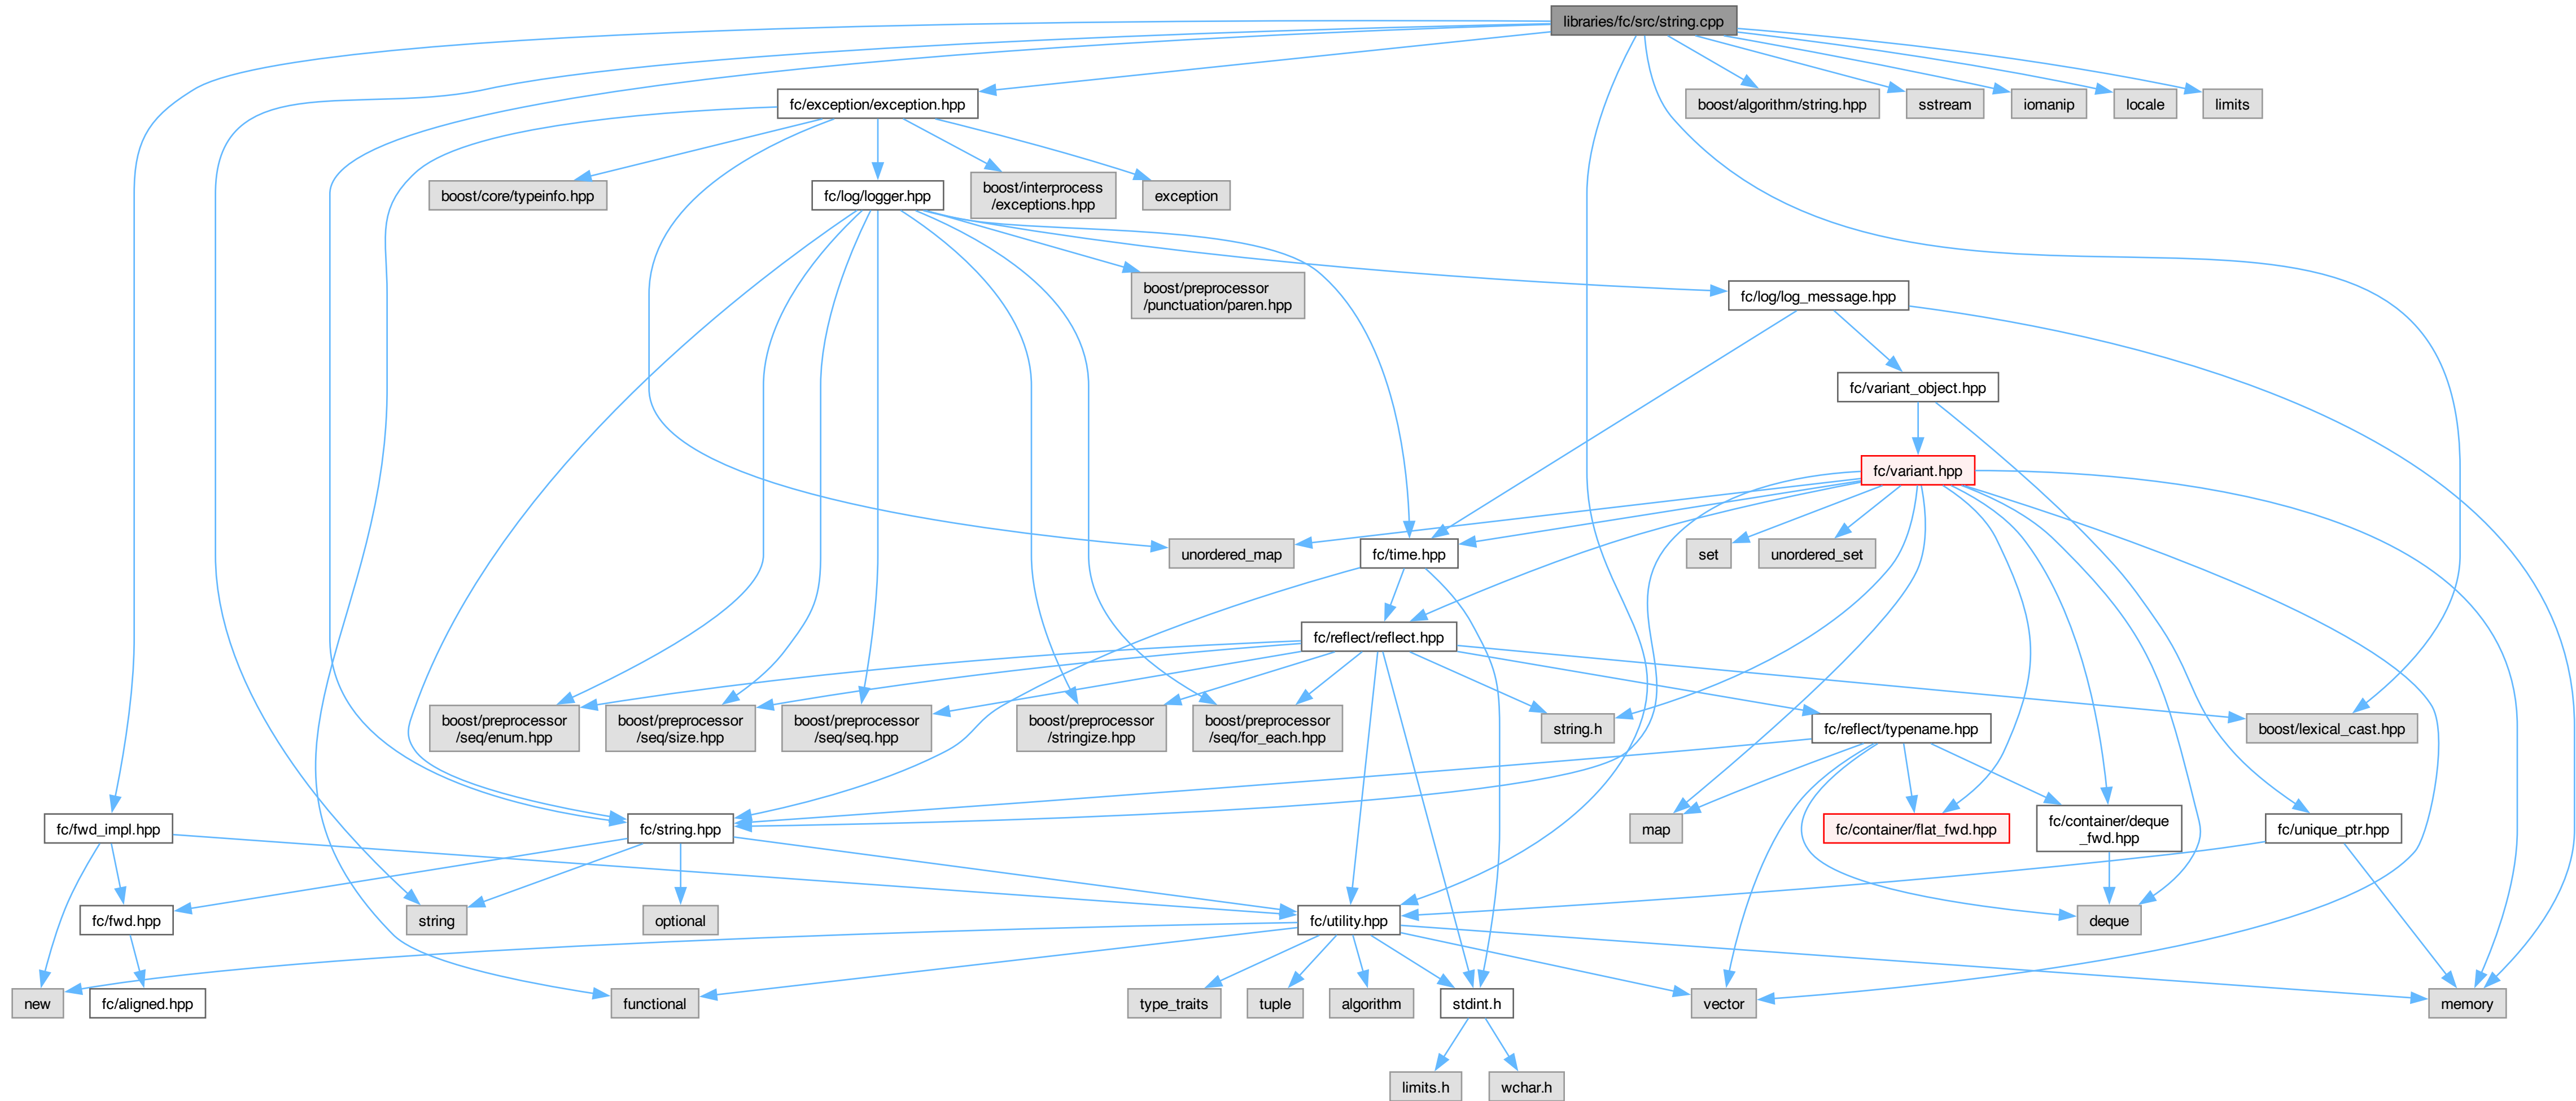 libraries/fc/src/string.cpp
fc/exception/exception.hpp
boost/algorithm/string.hpp
sstream
iomanip
locale
limits
boost/core/typeinfo.hpp
fc/log/logger.hpp
boost/interprocess
/exceptions.hpp
exception
boost/preprocessor
/punctuation/paren.hpp
fc/log/log_message.hpp
fc/variant_object.hpp
fc/variant.hpp
unordered_map
fc/time.hpp
set
unordered_set
fc/reflect/reflect.hpp
boost/preprocessor
/seq/enum.hpp
boost/preprocessor
/seq/size.hpp
boost/preprocessor
/seq/seq.hpp
boost/preprocessor
/stringize.hpp
boost/preprocessor
/seq/for_each.hpp
string.h
fc/reflect/typename.hpp
boost/lexical_cast.hpp
fc/fwd_impl.hpp
fc/string.hpp
map
fc/container/flat_fwd.hpp
fc/container/deque
_fwd.hpp
fc/unique_ptr.hpp
fc/fwd.hpp
string
optional
fc/utility.hpp
deque
new
fc/aligned.hpp
functional
type_traits
tuple
algorithm
stdint.h
vector
memory
limits.h
wchar.h